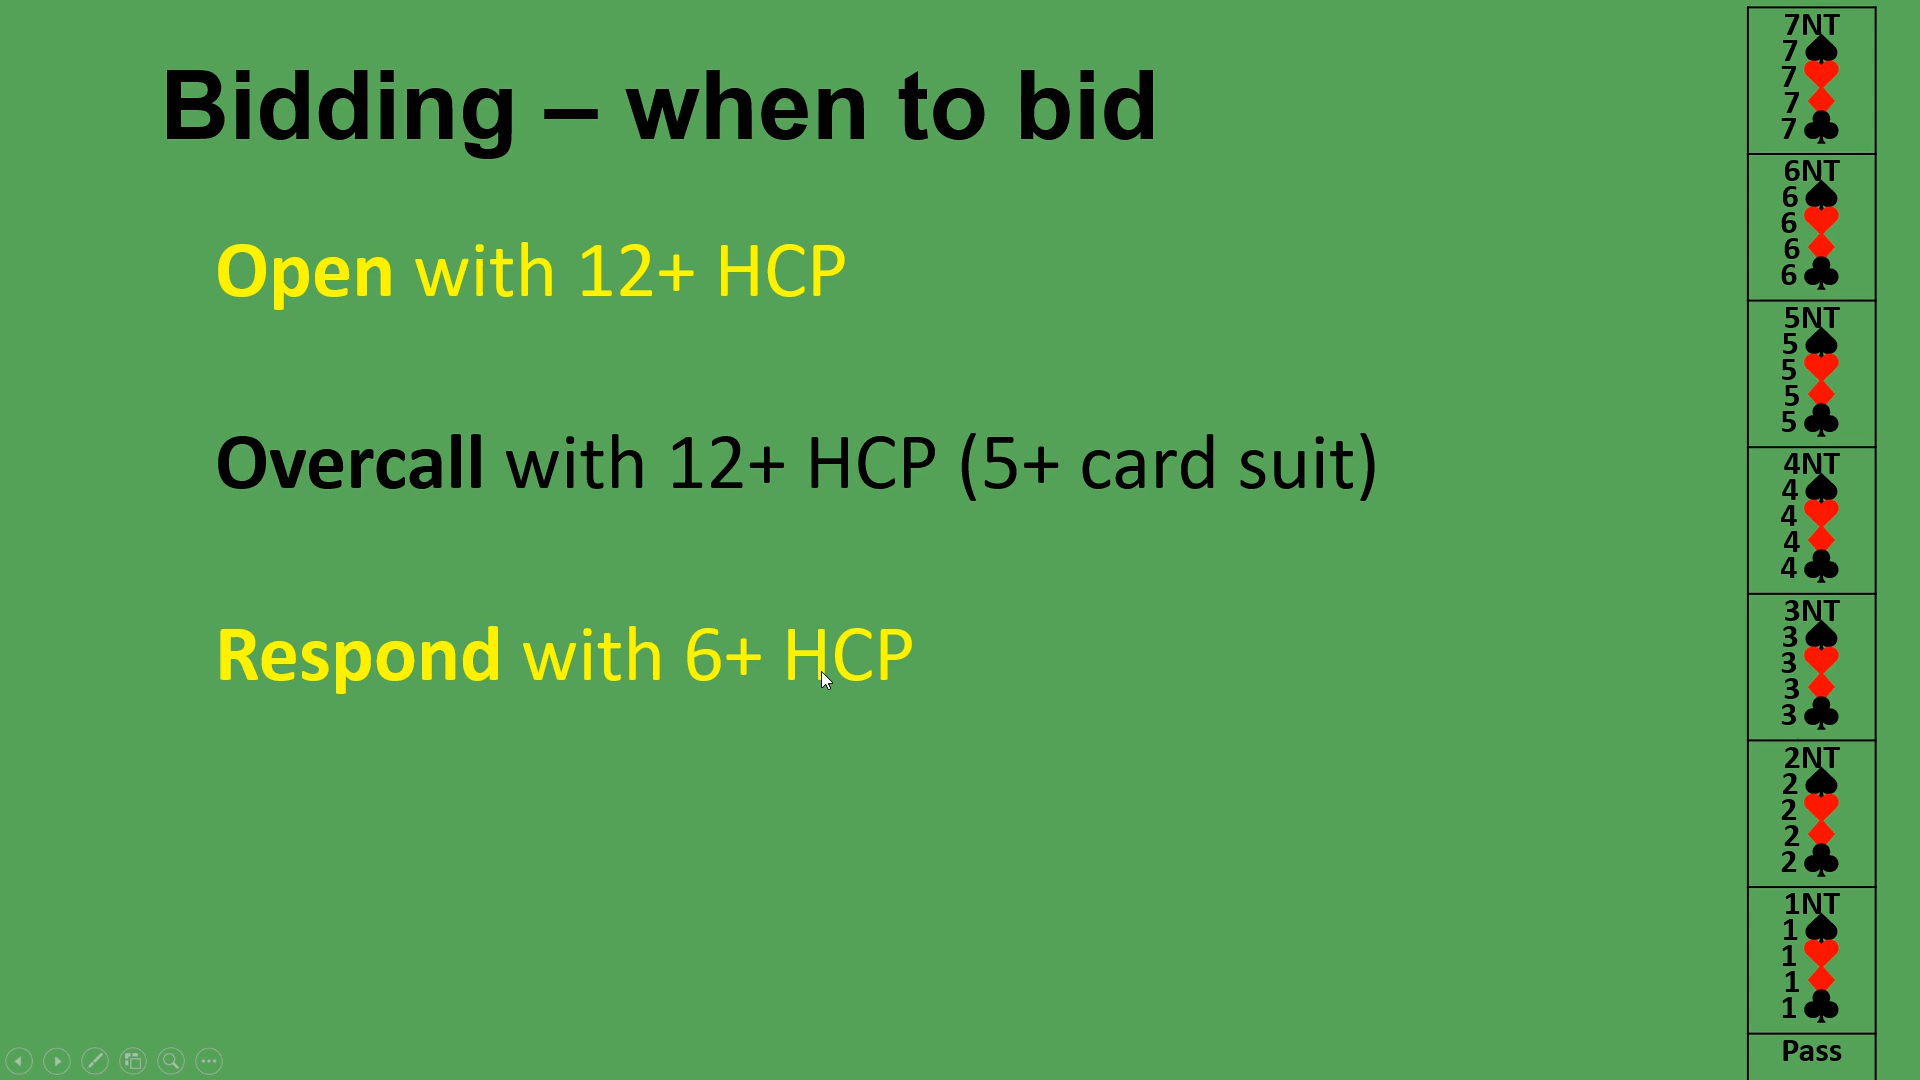 Bidding – when to bid
Open with 12+ HCP
Overcall with 12+ HCP (5+ card suit)
Respond with 6+ HCP
7NT
7♠
7♥
7♦
7♣
6NT
6♠
6♥
6♦
6♣
5NT
5♠
5♥
5♦
5♣
4NT
4♠
4♥
4♦
4♣
3NT
3♠
3♥
3♦
3♣
2NT
2♠
2♥
2♦
2♣
1NT
1♠
1♥
1♦
1♣
Pass